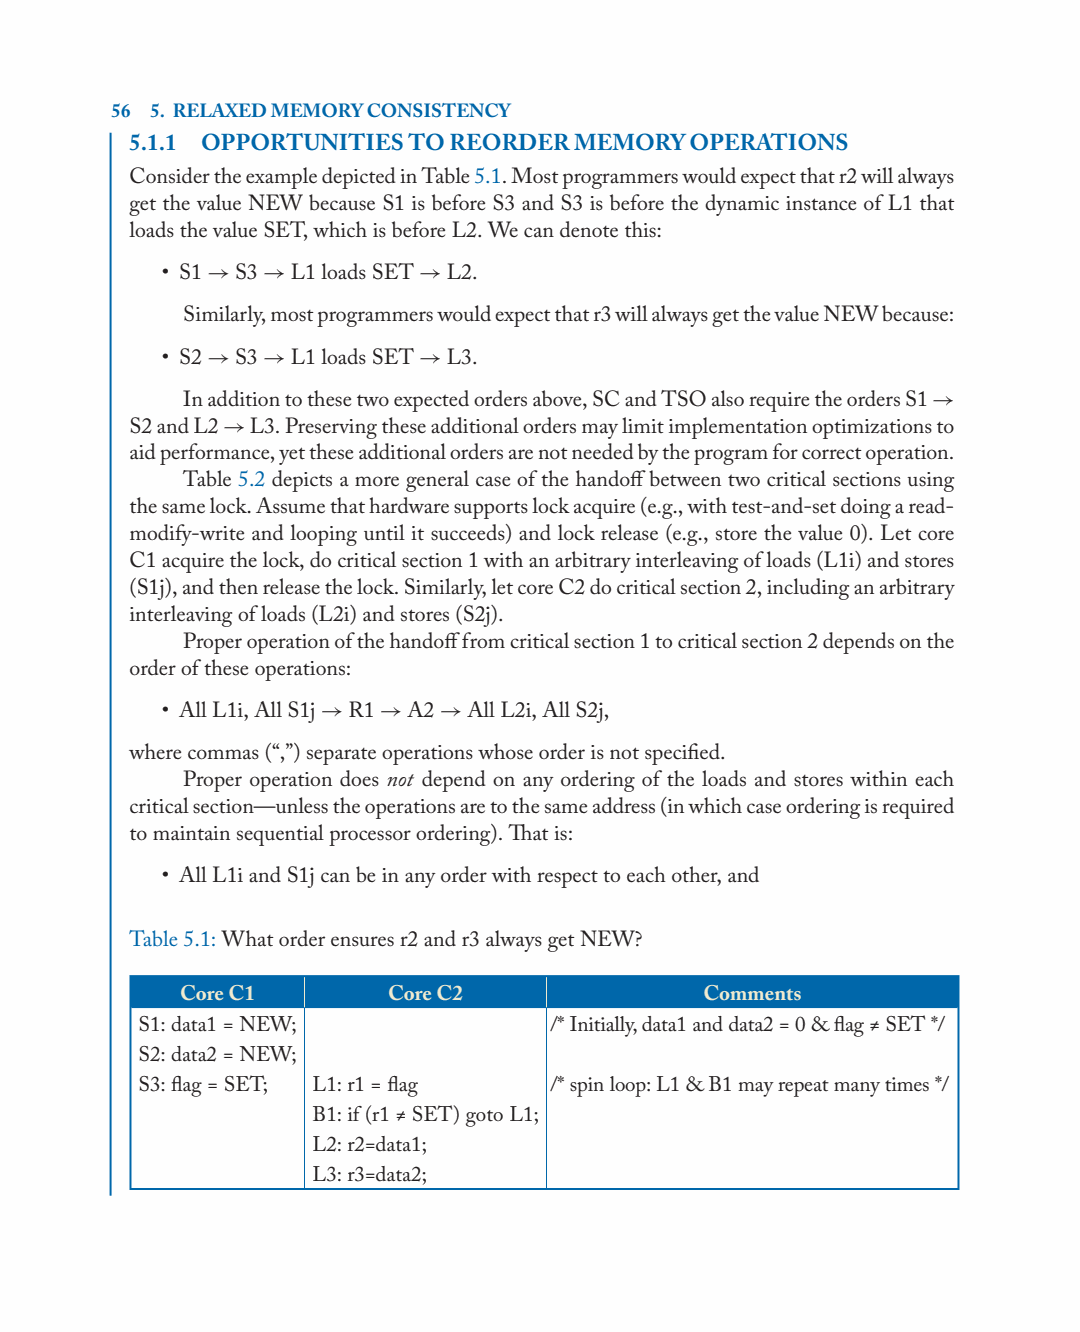 56 5. RELAXED MEMORY CONSISTENCY
5.1.1 OPPORTUNITIES TO REORDER MEMORY OPERATIONS
Consider the example depicted in Table 5.1. Most programmers would expect that r2 will always
get the value NEW because S1 is before S3 and S3 is before the dynamic instance of L1 that
loads the value SET, which is before L2. We can denote this:
• S1 → S3 → L1 loads SET → L2.
Similarly, most programmers would expect that r3 will always get the value NEW because:
• S2 → S3 → L1 loads SET → L3.
In addition to these two expected orders above, SC and TSO also require the orders S1 →
S2 and L2 → L3. Preserving these additional orders may limit implementation optimizations to
aid performance, yet these additional orders are not needed by the program for correct operation.
Table 5.2 depicts a more general case of the handoff between two critical sections using
the same lock. Assume that hardware supports lock acquire (e.g., with test-and-set doing a read-
modify-write and looping until it succeeds) and lock release (e.g., store the value 0). Let core
C1 acquire the lock, do critical section 1 with an arbitrary interleaving of loads (L1i) and stores
(S1j), and then release the lock. Similarly, let core C2 do critical section 2, including an arbitrary
interleaving of loads (L2i) and stores (S2j).
Proper operation of the handoff from critical section 1 to critical section 2 depends on the
order of these operations:
• All L1i, All S1j → R1 → A2 → All L2i, All S2j,
where commas (“,”) separate operations whose order is not specified.
Proper operation does not depend on any ordering of the loads and stores within each
critical section—unless the operations are to the same address (in which case ordering is required
to maintain sequential processor ordering). That is:
• All L1i and S1j can be in any order with respect to each other, and
Table 5.1: What order ensures r2 and r3 always get NEW?
Core C1 Core C2 Comments
S1: data1 = NEW; /* Initially, data1 and data2 = 0 & flag ≠ SET */
S2: data2 = NEW;
S3: flag = SET; L1: r1 = flag /* spin loop: L1 & B1 may repeat many times */
B1: if (r1 ≠ SET) goto L1;
L2: r2=data1;
L3: r3=data2;